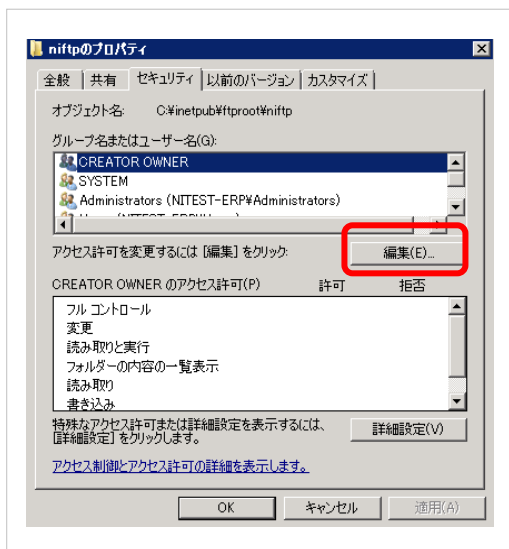 niftpのプロパティ
全般 共有 セキュリティ 以前のバージョン カスタマイズ
オブジェクト名: C:¥inetpub¥ftproot¥niftp
グループ名またはユーザー名(G):
CREATOR OWNER
SYSTEM
Administrators (NITEST-ERP¥Administrators)
アクセス許可を変更するには [編集] をクリック: 編集(E)...
CREATOR OWNER のアクセス許可(P) 許可 拒否
フル コントロール
変更
読み取りと実行
フォルダーの内容の一覧表示
読み取り
書き込み
特殊なアクセス許可または詳細設定を表示するには、 詳細設定(V)
[詳細設定] をクリックします。
アクセス制御とアクセス許可の詳細を表示します。
OK キャンセル 適用(A)